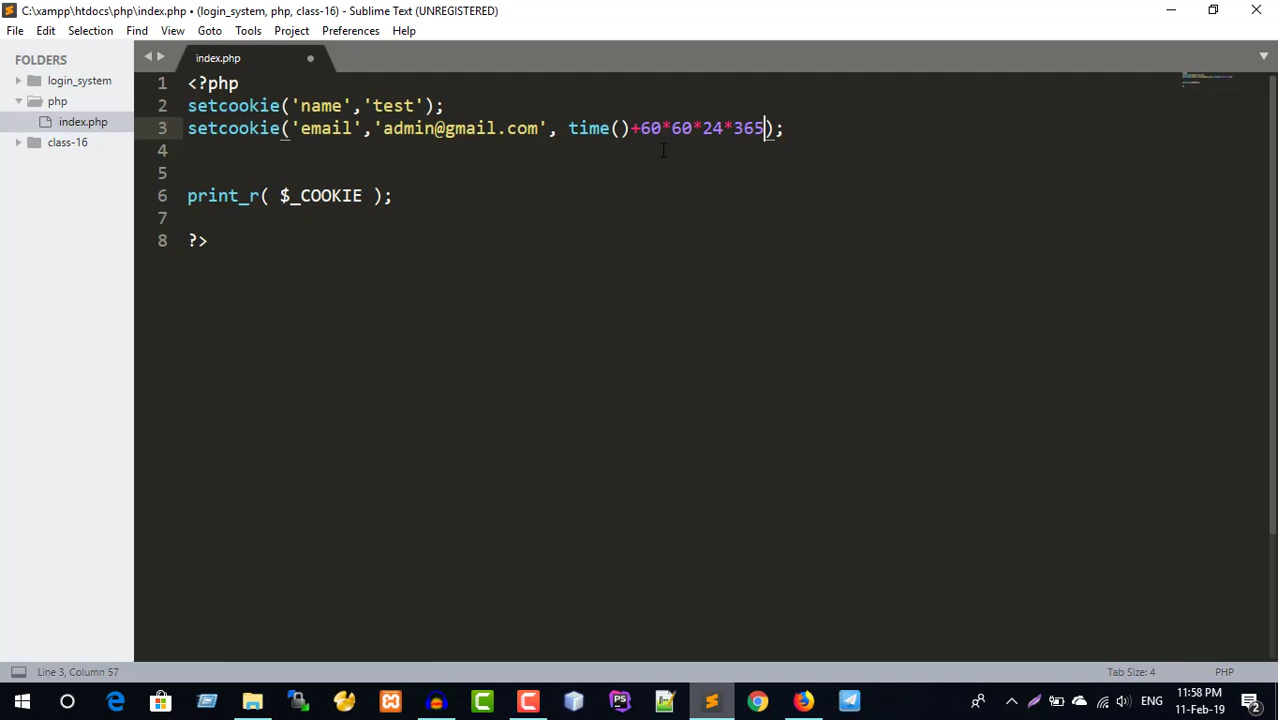 C:\xampp\htdocs\php\index.php • (login_system, php, class-16) - Sublime Text (UNREGISTERED)
File Edit Selection Find View Goto Tools Project Preferences Help
FOLDERS
login_system
php
index.php
class-16
index.php
1 <?php
2 setcookie('name','test');
3 setcookie('email','admin@gmail.com', time()+60*60*24*365);
4
5
6 print_r( $_COOKIE );
7
8 ?>
Line 3, Column 57
Tab Size: 4
PHP
PS
ENG
11:58 PM
11-Feb-19
2